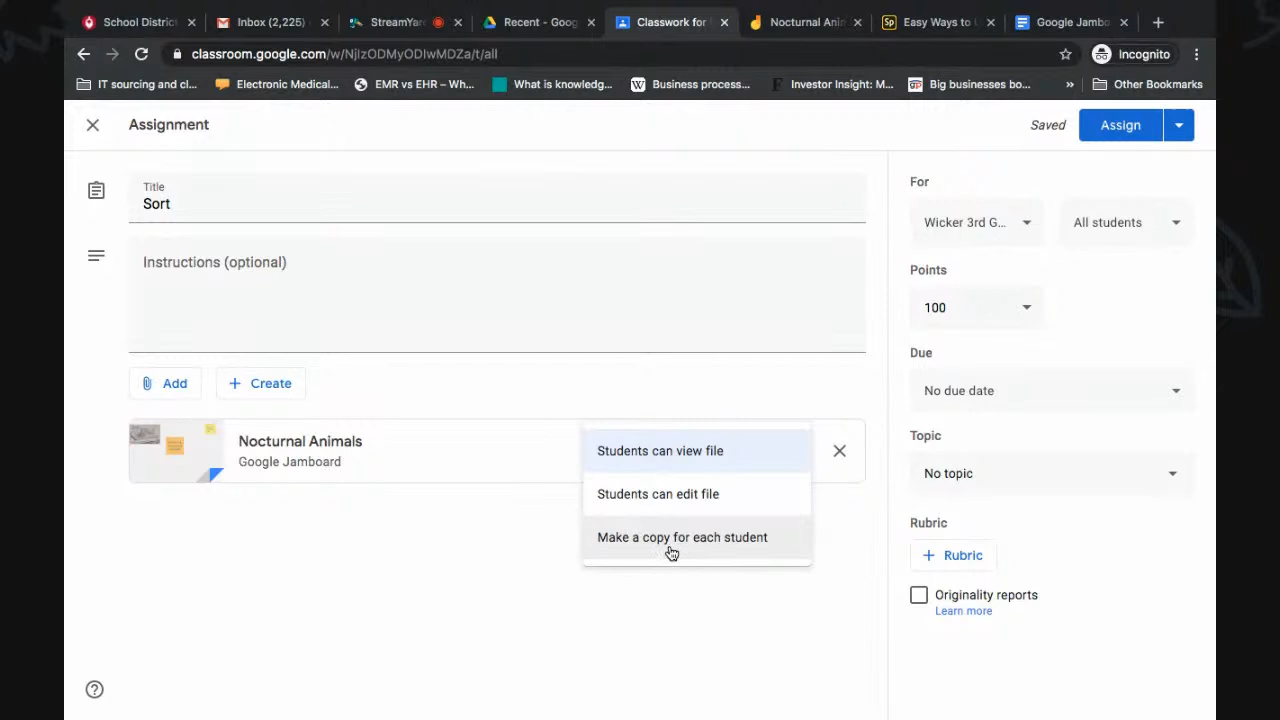 School District
Inbox (2,225)
StreamYard
Recent - Goog
Classwork for
Nocturnal Anim
Easy Ways to U
Google Jambo
classroom.google.com/w/NjIzODMyODIwMDZa/t/all
Incognito
IT sourcing and cl...
Electronic Medical...
EMR vs EHR – Wh...
What is knowledg...
Business process...
Investor Insight: M...
Big businesses bo...
»
Other Bookmarks
Assignment
Saved
Assign
Title
Sort
Instructions (optional)
Add
Create
Nocturnal Animals
Google Jamboard
Students can view file
Students can edit file
Make a copy for each student
For
Wicker 3rd G...
All students
Points
100
Due
No due date
Topic
No topic
Rubric
Rubric
Originality reports
Learn more